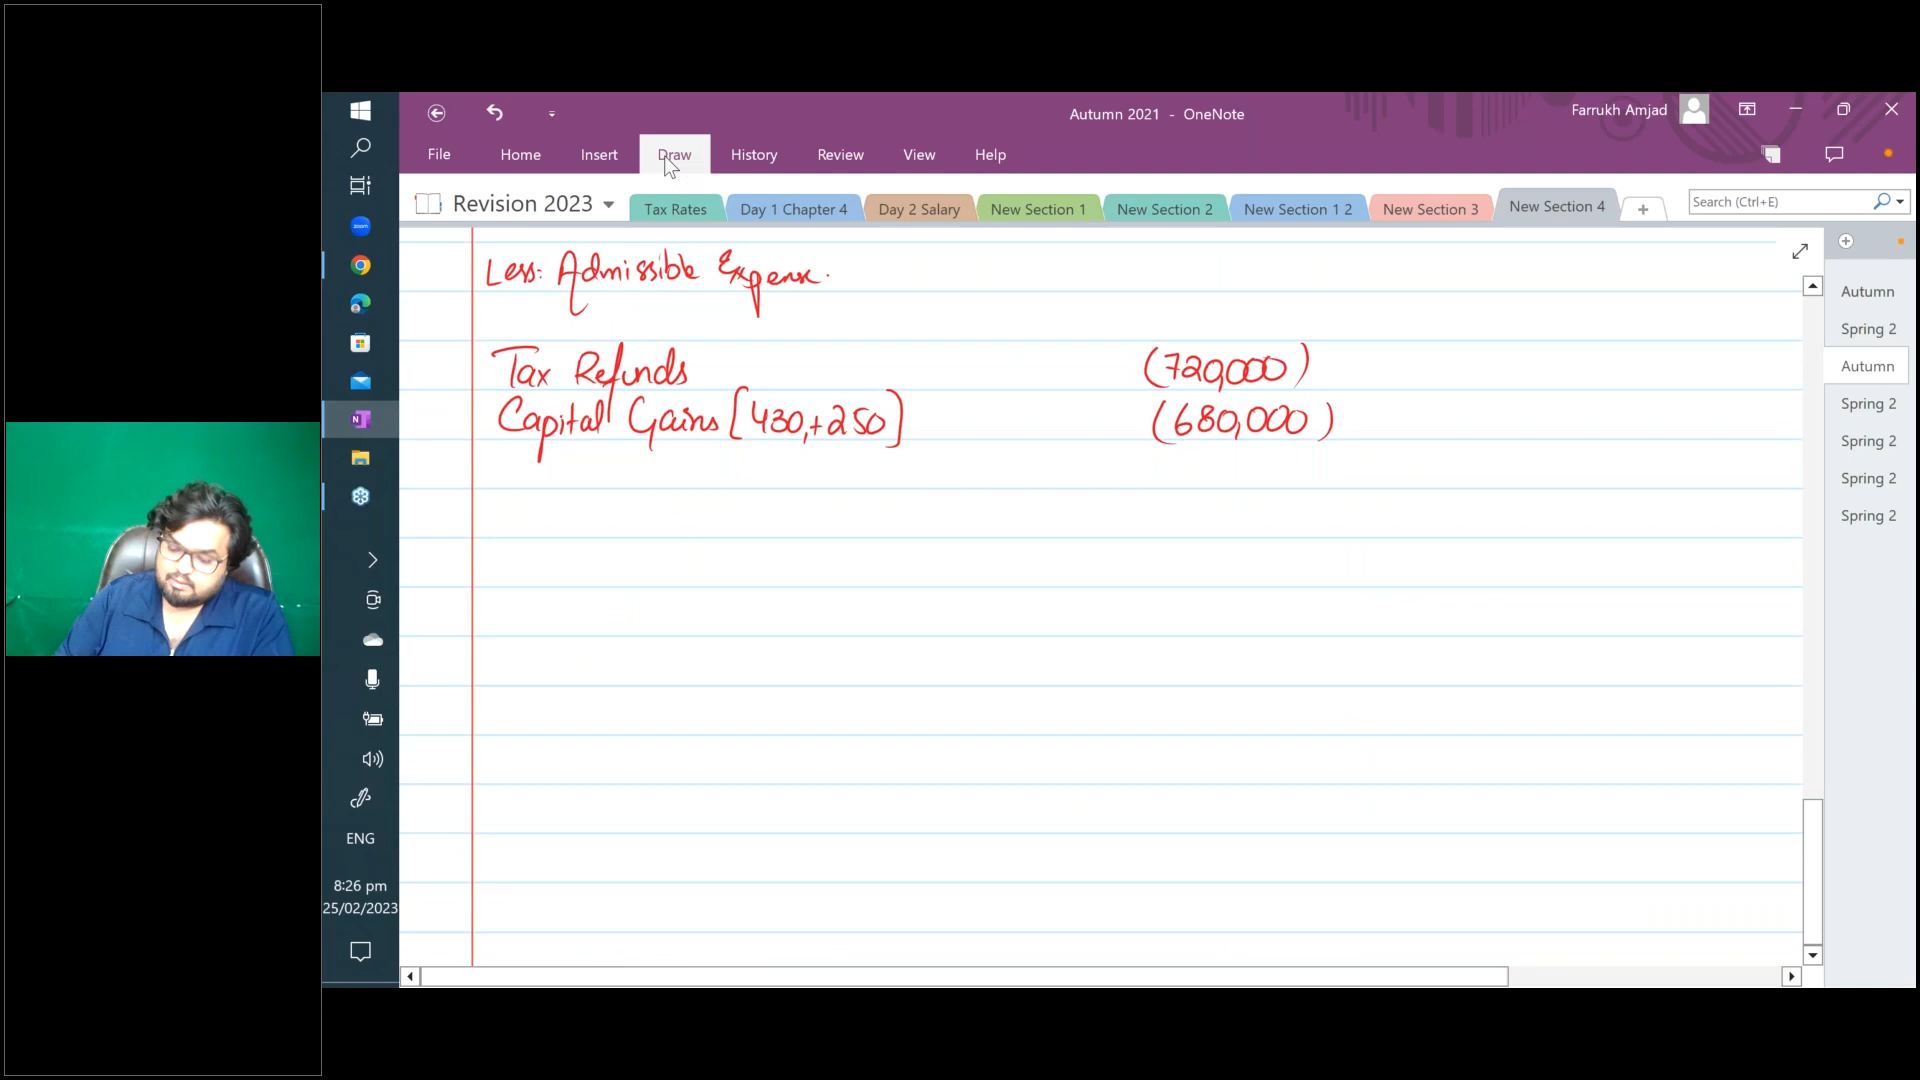 Autumn 2021 - OneNote
Farrukh Amjad
File Home Insert Draw History Review View Help
Revision 2023
Tax Rates Day 1 Chapter 4 Day 2 Salary New Section 1 New Section 2 New Section 1 2 New Section 3 New Section 4
Search (Ctrl+E)
Less: Admissible Expense.
Tax Refunds (720,000)
Capital Gains [430,+250] (680,000)
Autumn
Spring 2
Autumn
Spring 2
Spring 2
Spring 2
Spring 2
zoom
N
ENG
8:26 pm
25/02/2023